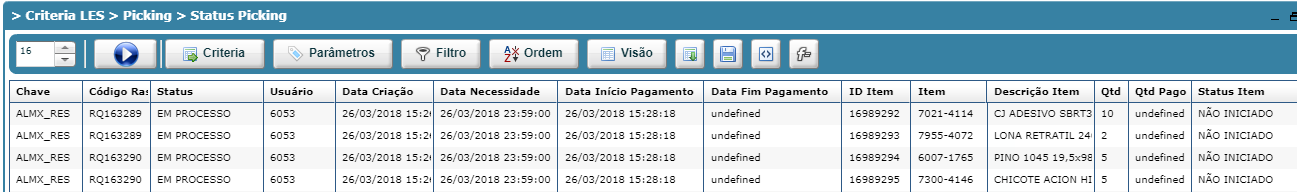 > Criteria LES > Picking > Status Picking
16 Criteria Parâmetros Filtro Ordem Visão
Chave Código Ras Status Usuário Data Criação Data Necessidade Data Início Pagamento Data Fim Pagamento ID Item Item Descrição Item Qtd Qtd Pago Status Item
ALMX_RES RQ163289 EM PROCESSO 6053 26/03/2018 15:26 26/03/2018 23:59:00 26/03/2018 15:28:18 undefined 16989292 7021-4114 CJ ADESIVO SBRT3 10 undefined NÃO INICIADO
ALMX_RES RQ163289 EM PROCESSO 6053 26/03/2018 15:26 26/03/2018 23:59:00 26/03/2018 15:28:18 undefined 16989293 7955-4072 LONA RETRATIL 240 2 undefined NÃO INICIADO
ALMX_RES RQ163290 EM PROCESSO 6053 26/03/2018 15:26 26/03/2018 23:59:00 26/03/2018 15:28:18 undefined 16989294 6007-1765 PINO 1045 19,5x98 5 undefined NÃO INICIADO
ALMX_RES RQ163290 EM PROCESSO 6053 26/03/2018 15:26 26/03/2018 23:59:00 26/03/2018 15:28:18 undefined 16989295 7300-4146 CHICOTE ACION HI 5 undefined NÃO INICIADO